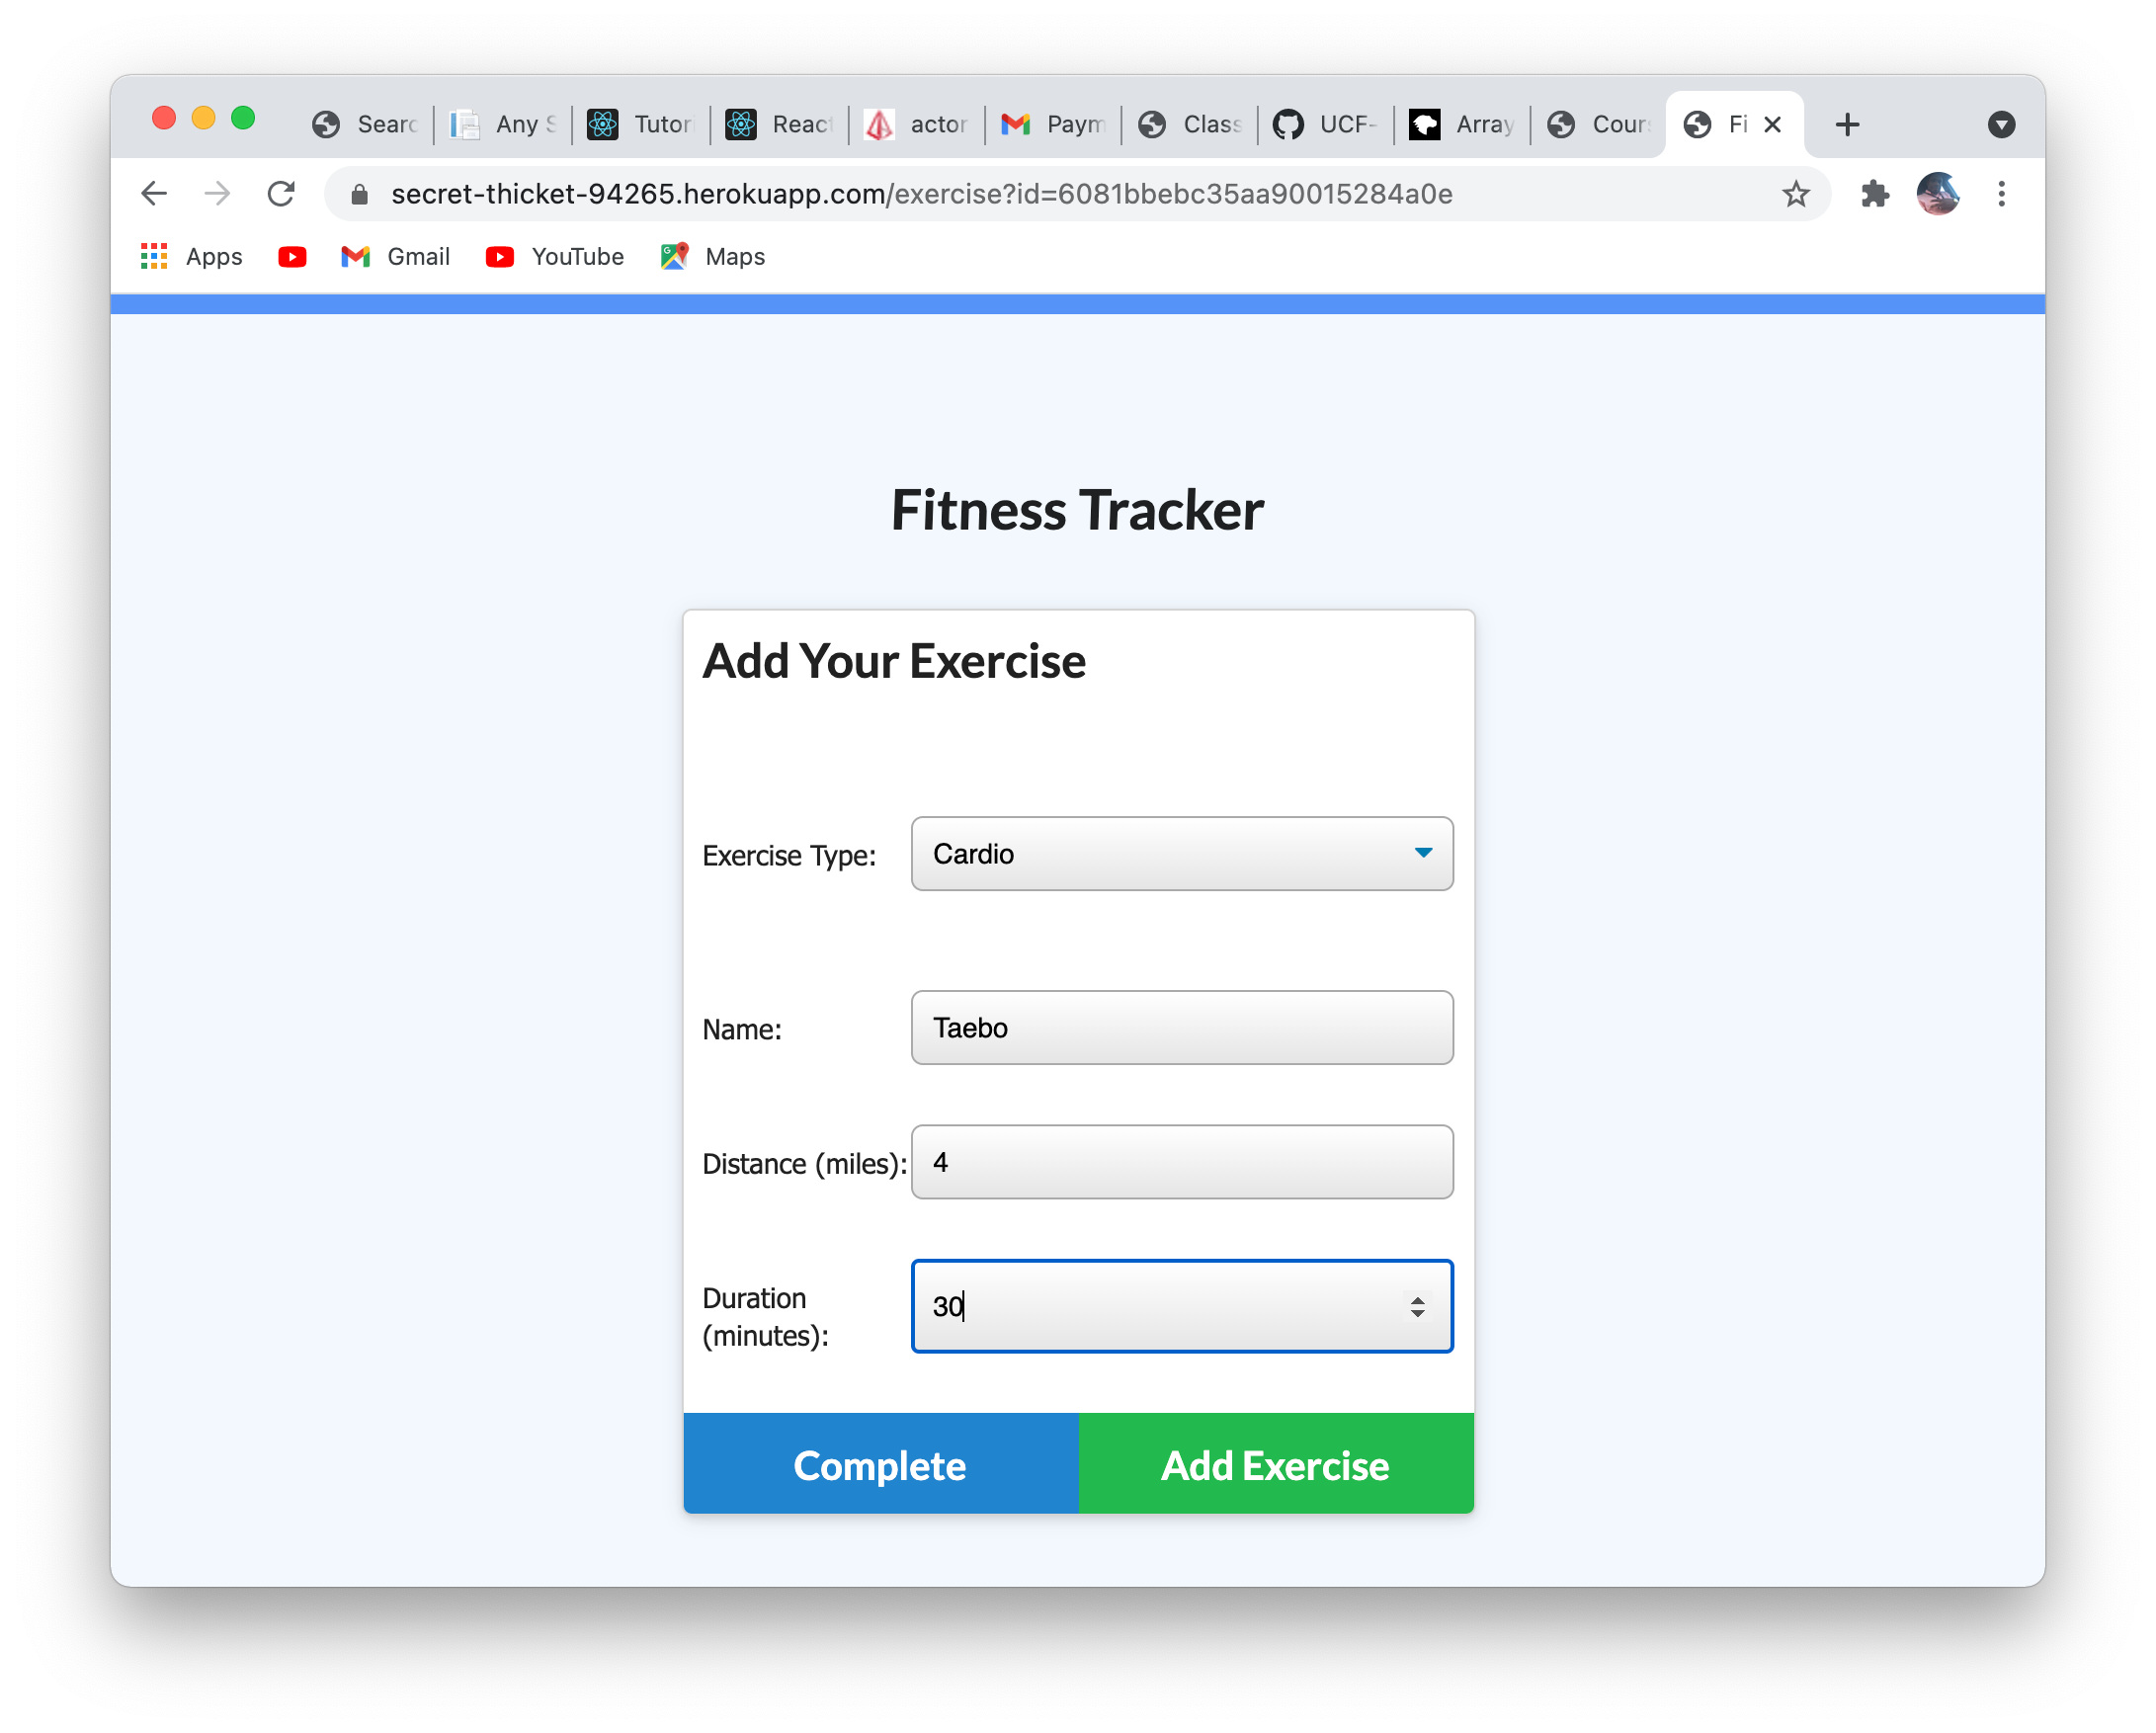 Sear Any S Tutor React actor Paym Class UCF- Array Cour Fi
secret-thicket-94265.herokuapp.com/exercise?id=6081bbebc35aa90015284a0e
Apps Gmail YouTube Maps
Fitness Tracker
Add Your Exercise
Exercise Type: Cardio
Name: Taebo
Distance (miles): 4
Duration
(minutes): 30
Complete Add Exercise